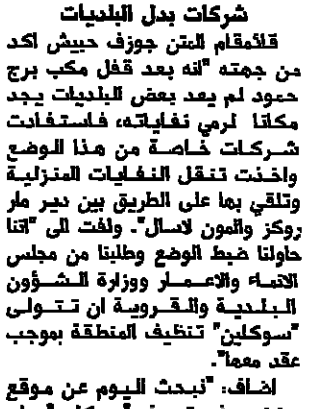 شركات بدل البلديات
قائمقام المتن جوزف حبيش اكد
من جهته "انه بعد قفل مكب برج
حمود لم يعد بعض البلديات يجد
مكانا لرمي نفاياته، فاستفادت
شركات خاصة من هذا الوضع
واخذت تنقل النفايات المنزلية
وتلقي بها على الطريق بين دير مار
روكز والمون لاسال". ولفت الى "اننا
حاولنا ضبط الوضع وطلبنا من مجلس
الانماء والاعمار ووزارة الشؤون
البلدية والقروية ان تتولى
"سوكلين" تنظيف المنطقة بموجب
عقد معها".
اضاف: "نبحث اليوم عن موقع